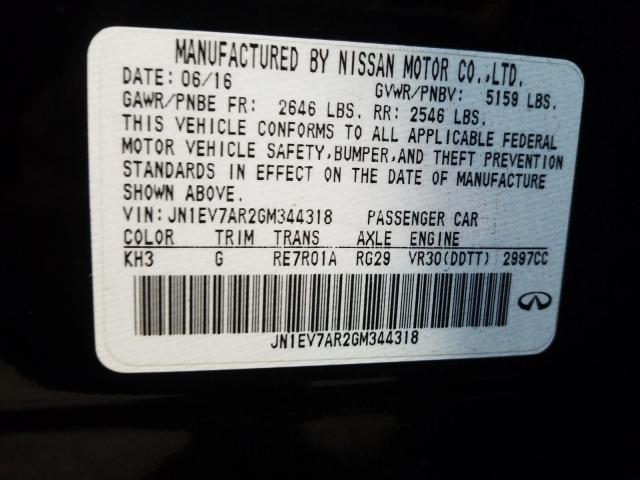 MANUFACTURED BY NISSAN MOTOR CO.,LTD.
DATE: 06/16 GVWR/PNBV: 5159 LBS.
GAWR/PNBE FR: 2646 LBS. RR: 2546 LBS.
THIS VEHICLE CONFORMS TO ALL APPLICABLE FEDERAL
MOTOR VEHICLE SAFETY,BUMPER,AND THEFT PREVENTION
STANDARDS IN EFFECT ON THE DATE OF MANUFACTURE
SHOWN ABOVE.
VIN: JN1EV7AR2GM344318 PASSENGER CAR
COLOR TRIM TRANS AXLE ENGINE
KH3 G RE7R01A RG29 VR30(DDTT) 2997CC
JN1EV7AR2GM344318